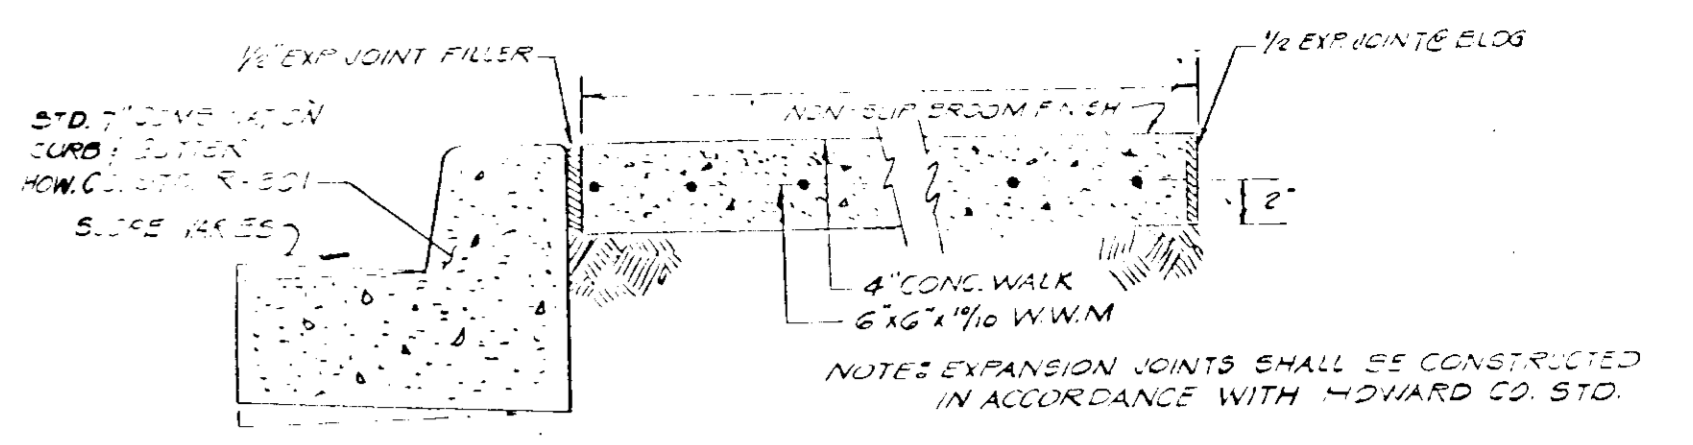 1/2" EXP JOINT FILLER
1/2 EXP. JOINT @ BLDG
STD. 7" COMBINATION
CURB & GUTTER
HOW. CO. STD. R-3.01
SLOPE VARIES
NON-SLIP BROOM FINISH
2"
4" CONC. WALK
6"x6"x10/10 W.W.M
NOTE: EXPANSION JOINTS SHALL BE CONSTRUCTED
IN ACCORDANCE WITH HOWARD CO. STD.